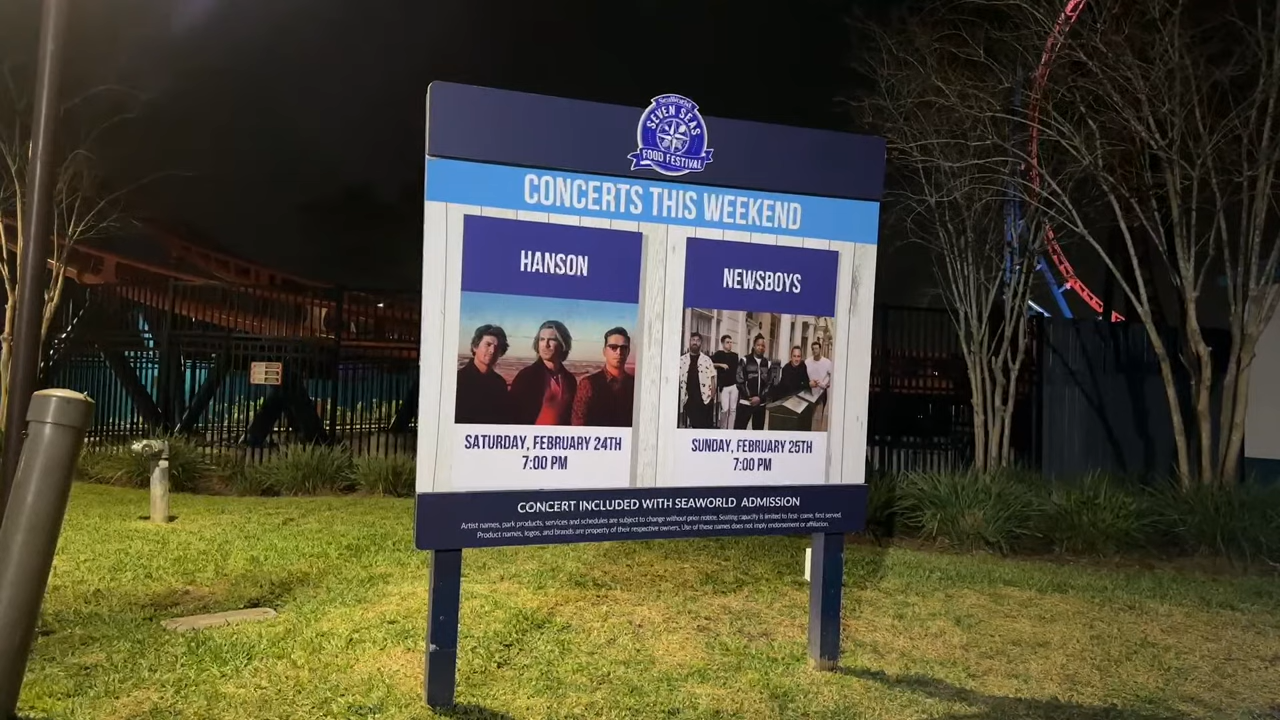 SeaWorld
SEVEN SEAS
FOOD FESTIVAL
CONCERTS THIS WEEKEND
HANSON
SATURDAY, FEBRUARY 24TH
7:00 PM
NEWSBOYS
SUNDAY, FEBRUARY 25TH
7:00 PM
CONCERT INCLUDED WITH SEAWORLD ADMISSION
Artist names, park products, services and schedules are subject to change without prior notice. Seating capacity is limited to first- come, first served.
Product names, logos, and brands are property of their respective owners. Use of these names does not imply endorsement or affiliation.